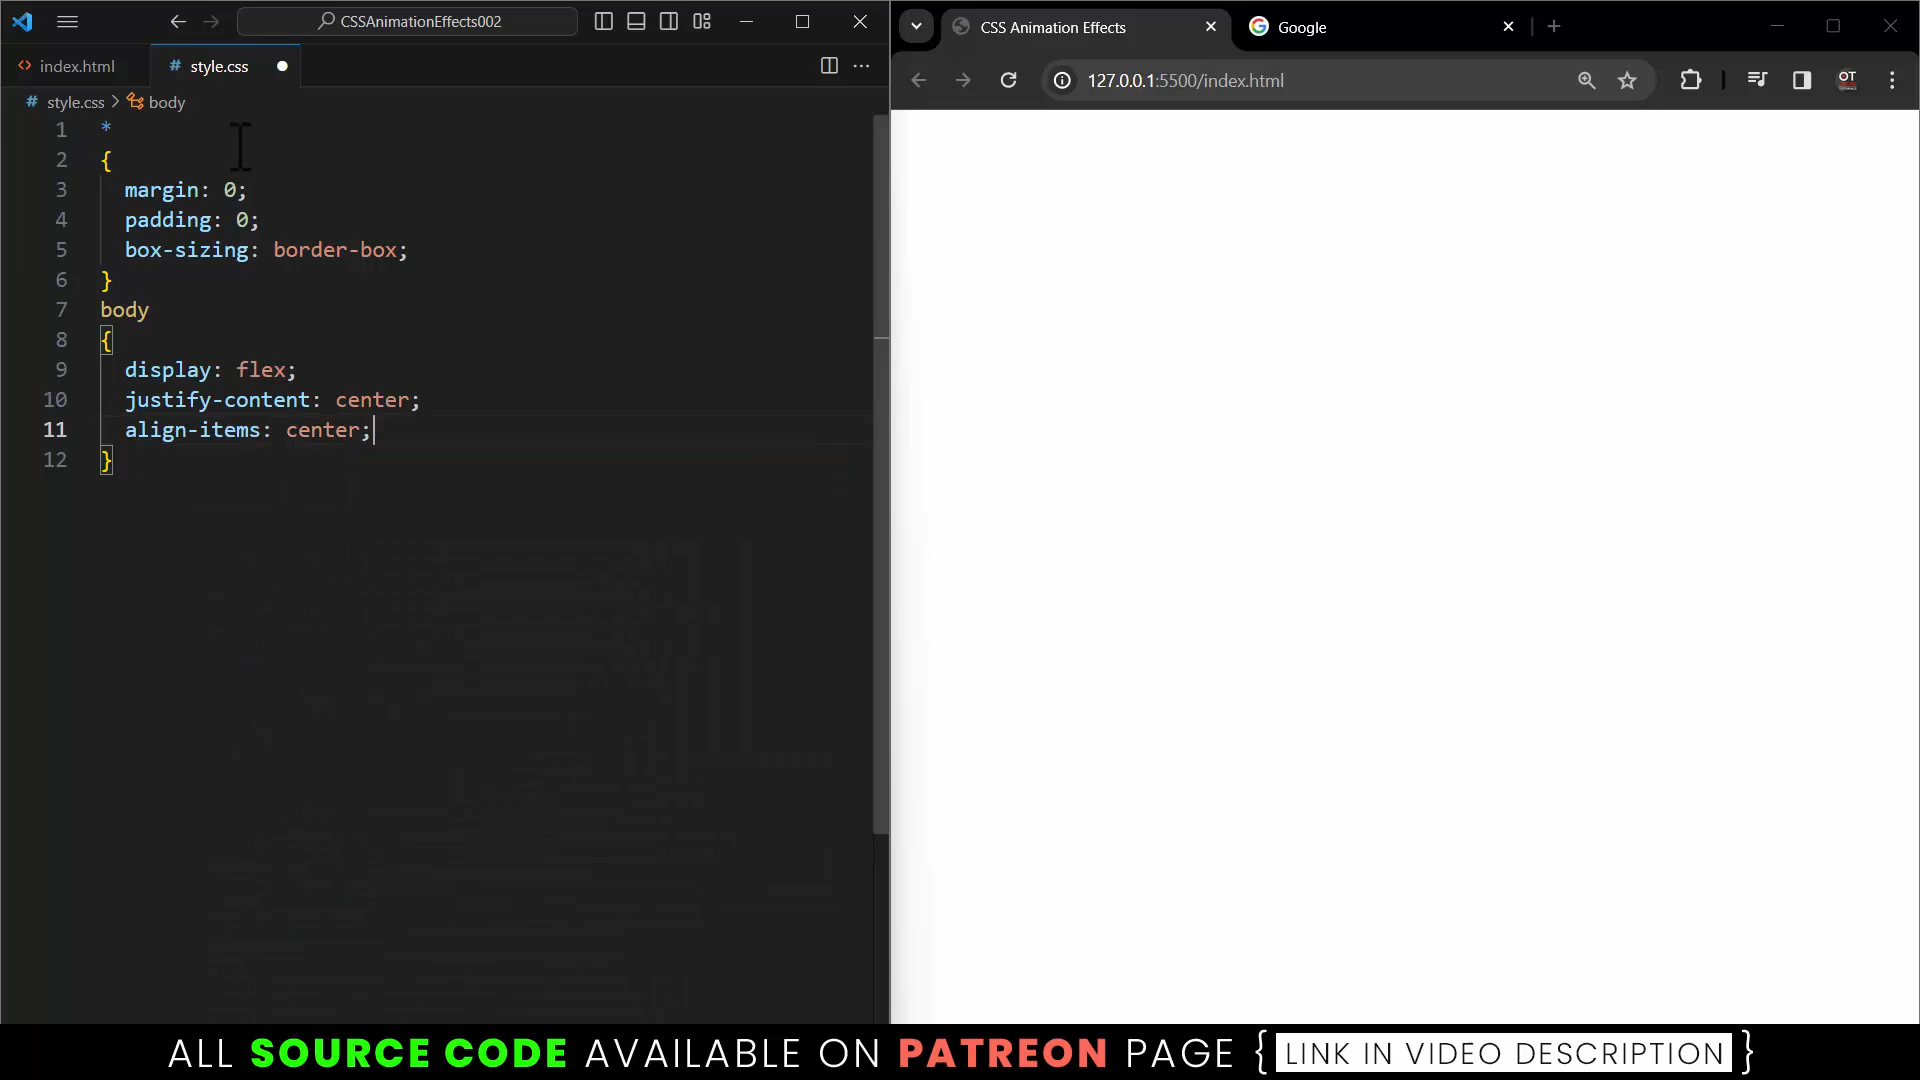 CSSAnimationEffects002
index.html
# style.css
# style.css > body
1 *
2 {
3 margin: 0;
4 padding: 0;
5 box-sizing: border-box;
6 }
7 body
8 {
9 display: flex;
10 justify-content: center;
11 align-items: center;
12 }
CSS Animation Effects
Google
127.0.0.1:5500/index.html
OT
ALL SOURCE CODE AVAILABLE ON PATREON PAGE { LINK IN VIDEO DESCRIPTION }